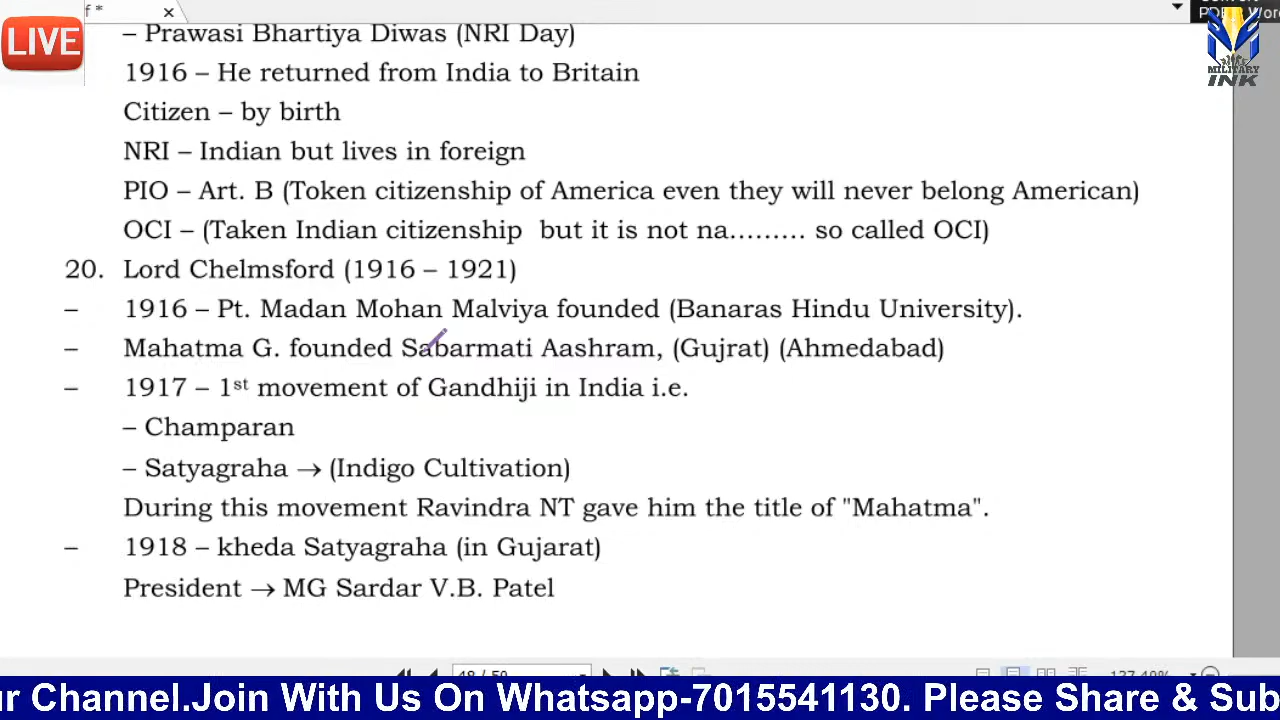 f *
LIVE
PDF
Wor
MILITARY
INK
– Prawasi Bhartiya Diwas (NRI Day)
1916 – He returned from India to Britain
Citizen – by birth
NRI – Indian but lives in foreign
PIO – Art. B (Token citizenship of America even they will never belong American)
OCI – (Taken Indian citizenship but it is not na......... so called OCI)
20. Lord Chelmsford (1916 – 1921)
– 1916 – Pt. Madan Mohan Malviya founded (Banaras Hindu University).
– Mahatma G. founded Sabarmati Aashram, (Gujrat) (Ahmedabad)
– 1917 – 1st movement of Gandhiji in India i.e.
– Champaran
– Satyagraha → (Indigo Cultivation)
During this movement Ravindra NT gave him the title of "Mahatma".
– 1918 – kheda Satyagraha (in Gujarat)
President → MG Sardar V.B. Patel
48 / 50
ur Channel.Join With Us On Whatsapp-7015541130. Please Share & Sub